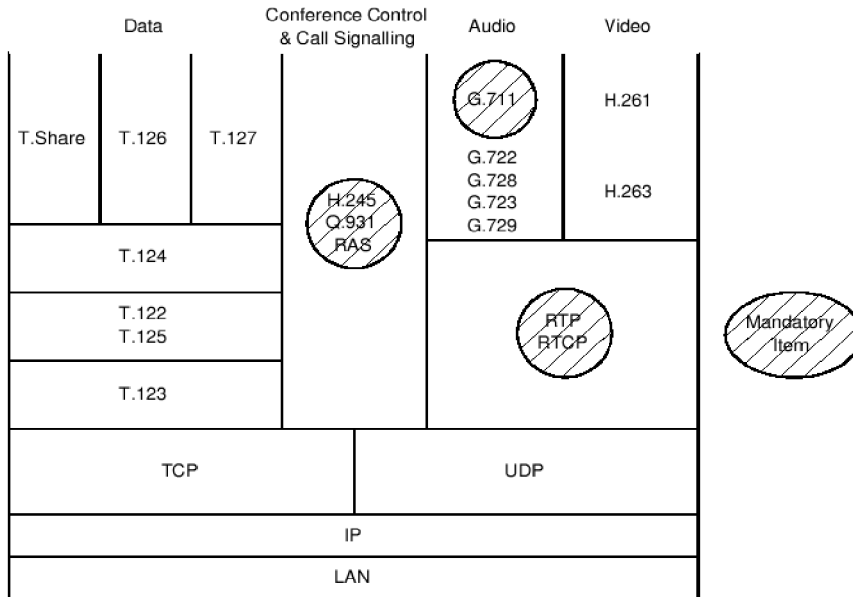 Data
Conference Control
& Call Signalling
Audio
Video
T.Share
T.126
T.127
G.711
H.261
G.722
G.728
G.723
G.729
H.263
H.245
Q.931
RAS
T.124
T.122
T.125
T.123
RTP
RTCP
Mandatory
Item
TCP
UDP
IP
LAN